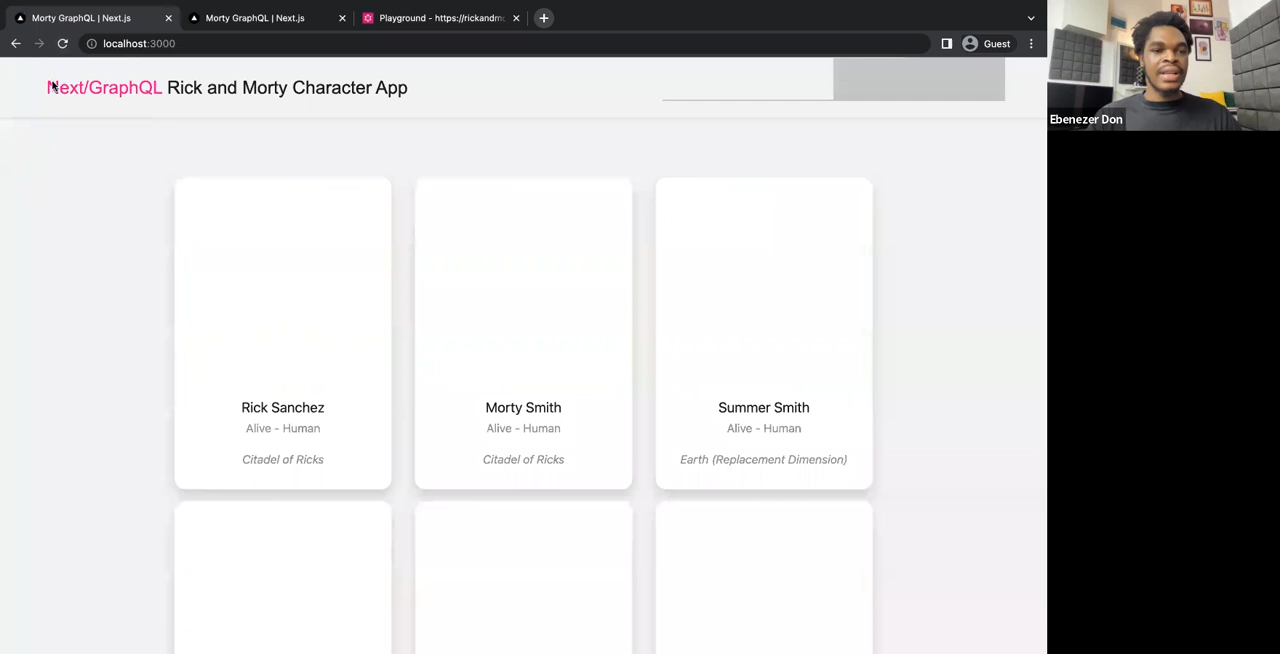 Morty GraphQL | Next.js
Morty GraphQL | Next.js
Playground - https://rickandmo
localhost:3000
Guest
Next/GraphQL Rick and Morty Character App
Ebenezer Don
Rick Sanchez
Alive - Human
Citadel of Ricks
Morty Smith
Alive - Human
Citadel of Ricks
Summer Smith
Alive - Human
Earth (Replacement Dimension)